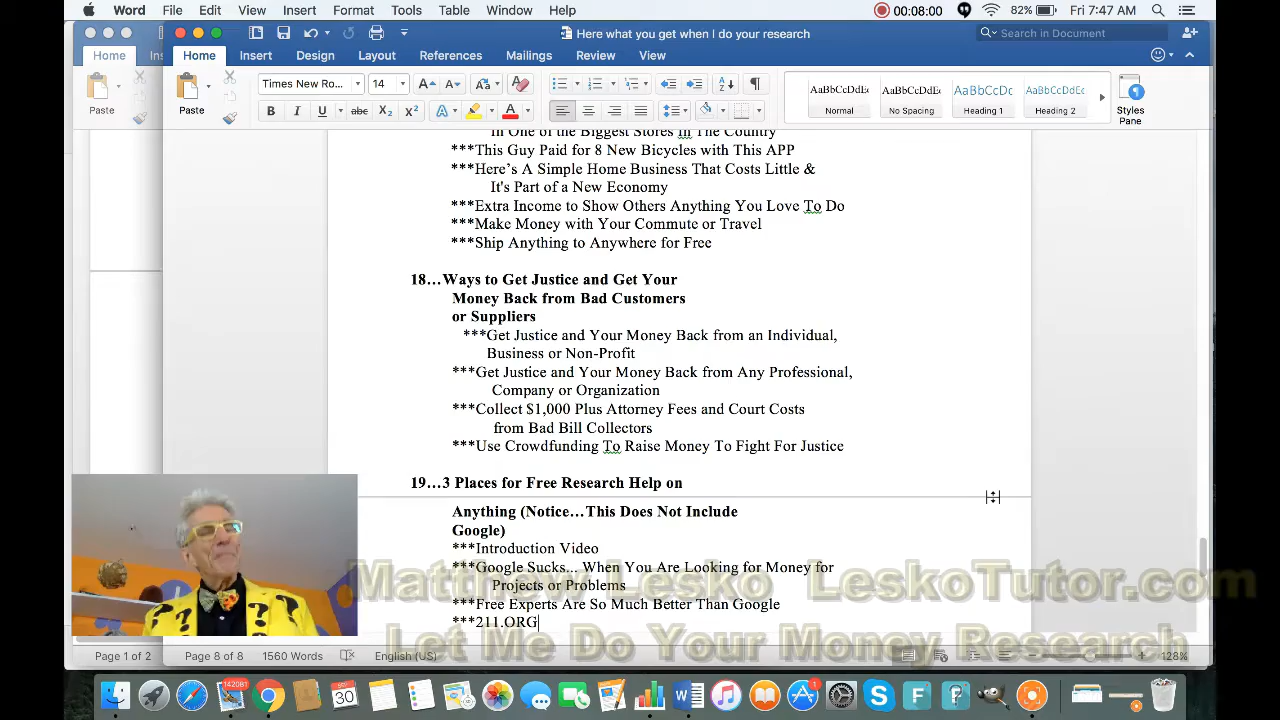 Word File Edit View Insert Format Tools Table Window Help 00:08:00 82% Fri 7:47 AM
Here what you get when I do your research Search in Document
Home Ins Home Insert Design Layout References Mailings Review View
Paste Paste Times New Ro... 14 AaBbCcDdEe AaBbCcDdEe AaBbCcDc AaBbCcDdEe
B I U abc X₂ X² A A Normal No Spacing Heading 1 Heading 2 Styles Pane
In One of the Biggest Stores In The Country
***This Guy Paid for 8 New Bicycles with This APP
***Here's A Simple Home Business That Costs Little &
It's Part of a New Economy
***Extra Income to Show Others Anything You Love To Do
***Make Money with Your Commute or Travel
***Ship Anything to Anywhere for Free
18…Ways to Get Justice and Get Your
Money Back from Bad Customers
or Suppliers
***Get Justice and Your Money Back from an Individual,
Business or Non-Profit
***Get Justice and Your Money Back from Any Professional,
Company or Organization
***Collect $1,000 Plus Attorney Fees and Court Costs
from Bad Bill Collectors
***Use Crowdfunding To Raise Money To Fight For Justice
19…3 Places for Free Research Help on
Anything (Notice…This Does Not Include
Google)
***Introduction Video
***Google Sucks... When You Are Looking for Money for
Projects or Problems
***Free Experts Are So Much Better Than Google
***211.ORG
Matthew Lesko LeskoTutor.com
Let Me Do Your Money Research
Page 1 of 2 Page 8 of 8 1560 Words English (US) 128%